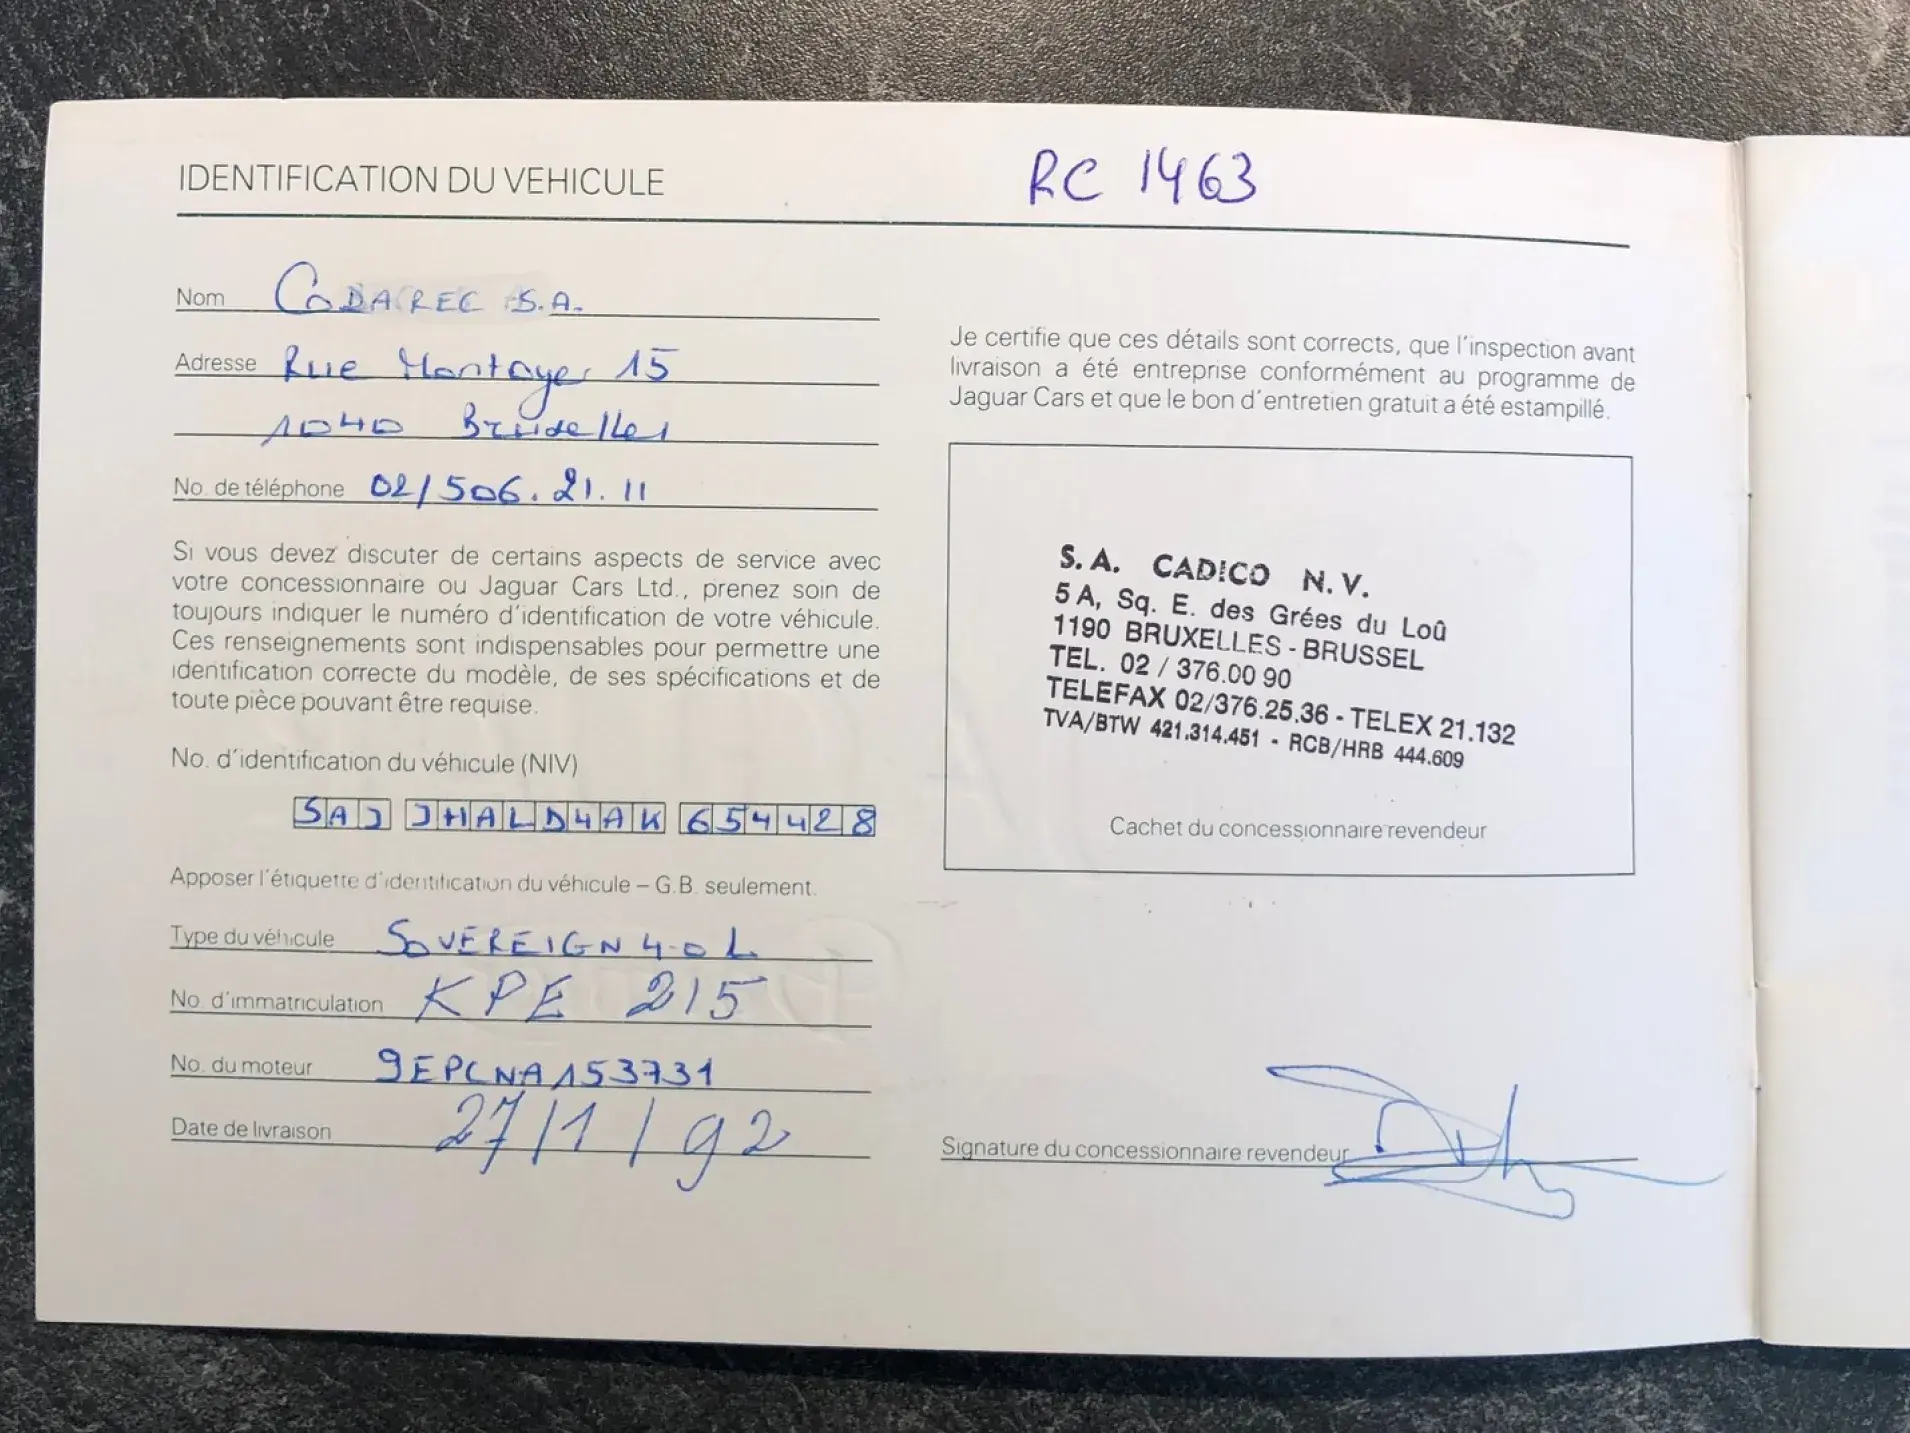 IDENTIFICATION DU VEHICULE
RC 1463
Nom CODAREC S.A.
Adresse Rue Montoyer 15
1040 Bruxelles
No. de téléphone 02/506.21.11
Si vous devez discuter de certains aspects de service avec
votre concessionnaire ou Jaguar Cars Ltd., prenez soin de
toujours indiquer le numéro d'identification de votre véhicule.
Ces renseignements sont indispensables pour permettre une
identification correcte du modèle, de ses spécifications et de
toute pièce pouvant être requise.
No. d'identification du véhicule (NIV)
SAJ JHALD4AK 654428
Apposer l'étiquette d'identification du véhicule – G.B. seulement.
Type du véhicule SOVEREIGN 4.0 L
No. d'immatriculation KPE 215
No. du moteur 9EPCNA153731
Date de livraison 27/1/92
Je certifie que ces détails sont corrects, que l'inspection avant
livraison a été entreprise conformément au programme de
Jaguar Cars et que le bon d'entretien gratuit a été estampillé.
S.A. CADICO N.V.
5 A, Sq. E. des Grées du Loû
1190 BRUXELLES - BRUSSEL
TEL. 02 / 376.00 90
TELEFAX 02/376.25.36 - TELEX 21.132
TVA/BTW 421.314.451 - RCB/HRB 444.609
Cachet du concessionnaire revendeur
Signature du concessionnaire revendeur